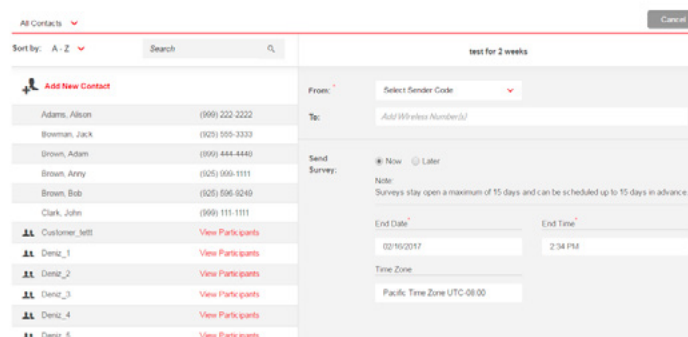 All Contacts
Cancel
Sort by: A - Z
Search
test for 2 weeks
Add New Contact
From: *
Select Sender Code
Adams, Alison (999) 222-2222
To:
Add Wireless Number(s)
Bowman, Jack (925) 555-3333
Brown, Adam (999) 444-4440
Brown, Anny (925) 999-1111
Brown, Bob (925) 596-9249
Clark, John (999) 111-1111
Send Survey:
Now
Later
Note:
Surveys stay open a maximum of 15 days and can be scheduled up to 15 days in advance.
End Date *
End Time *
02/16/2017
2:34 PM
Time Zone
Pacific Time Zone UTC-08:00
View Participants
Deniz_1 View Participants
Deniz_2 View Participants
Deniz_3 View Participants
Deniz_4 View Participants
Deniz_5 View Participants